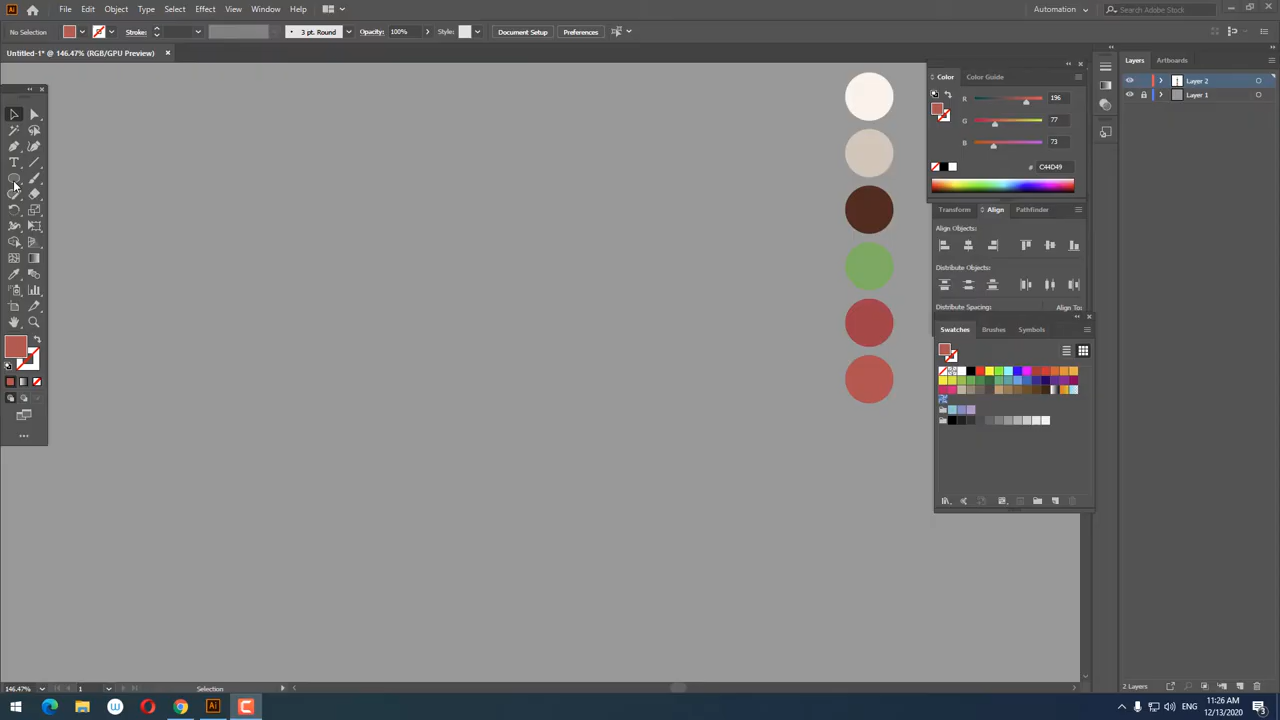 File Edit Object Type Select Effect View Window Help
Automation
Search Adobe Stock
No Selection
Stroke:
3 pt. Round
Opacity: 100%
Style:
Document Setup
Preferences
Untitled-1* @ 146.47% (RGB/GPU Preview)
Layers Artboards
Layer 2
Layer 1
Color Color Guide
R 196
G 77
B 73
# C44D49
Transform Align Pathfinder
Align Objects:
Distribute Objects:
Distribute Spacing: Align To:
Swatches Brushes Symbols
146.47%
1
Selection
2 Layers
ENG
11:26 AM
12/13/2020